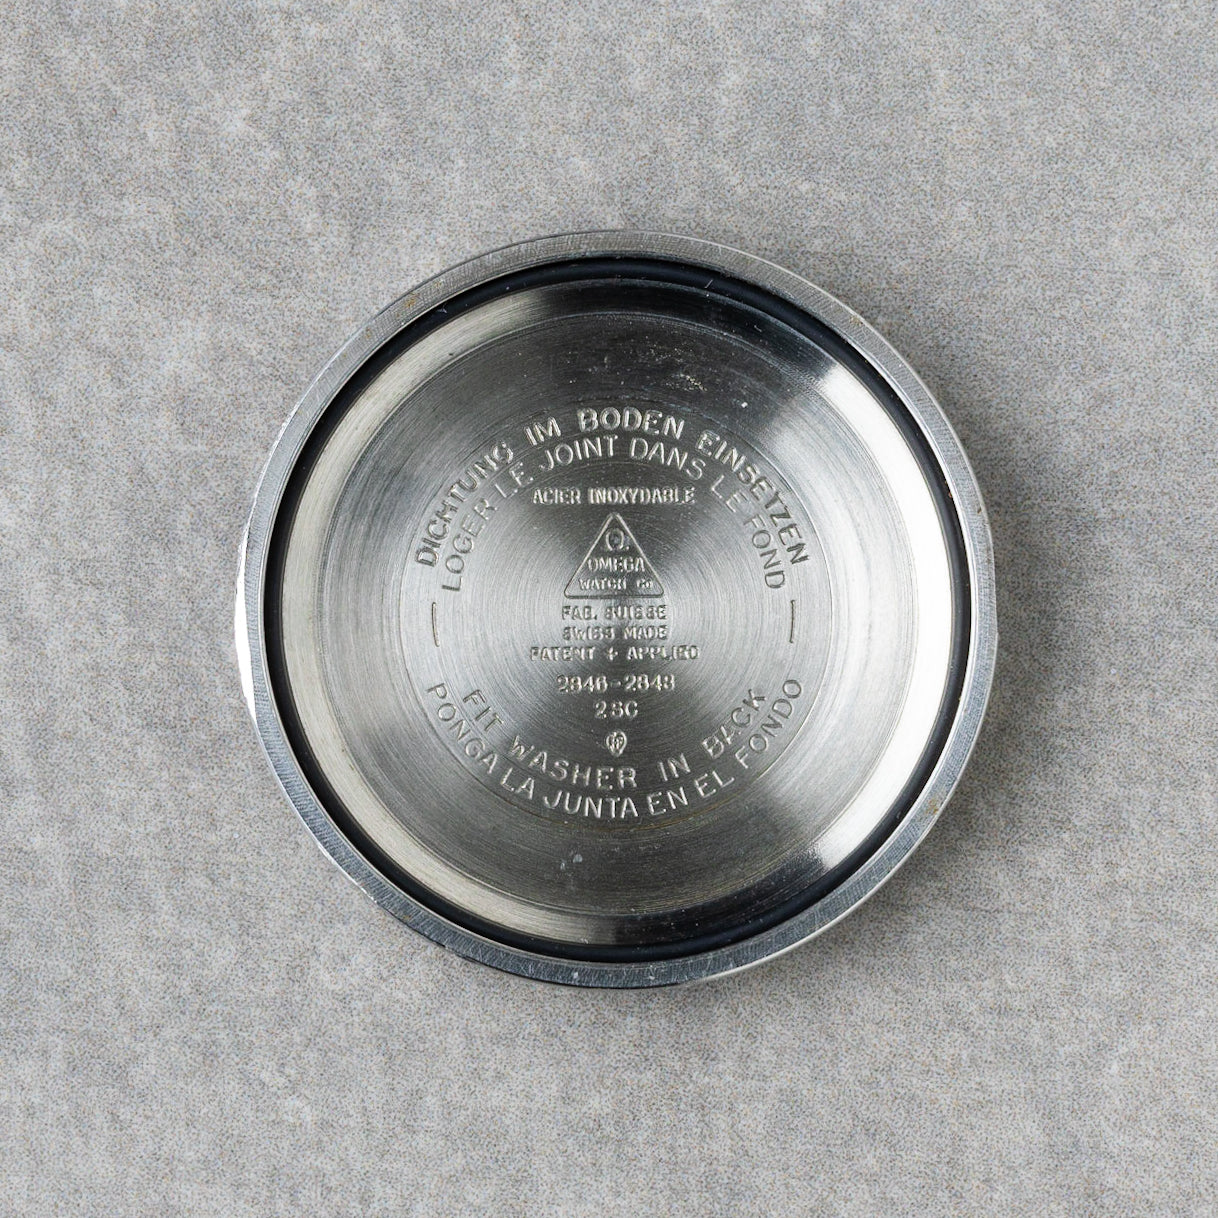 DICHTUNG IM BODEN EINSETZEN
LOGER LE JOINT DANS LE FOND
ACIER INOXYDABLE
Ω
OMEGA
WATCH Co
FAB. SUISSE
SWISS MADE
PATENT + APPLIED
2846-2848
2SC
FIT WASHER IN BACK
PONGA LA JUNTA EN EL FONDO